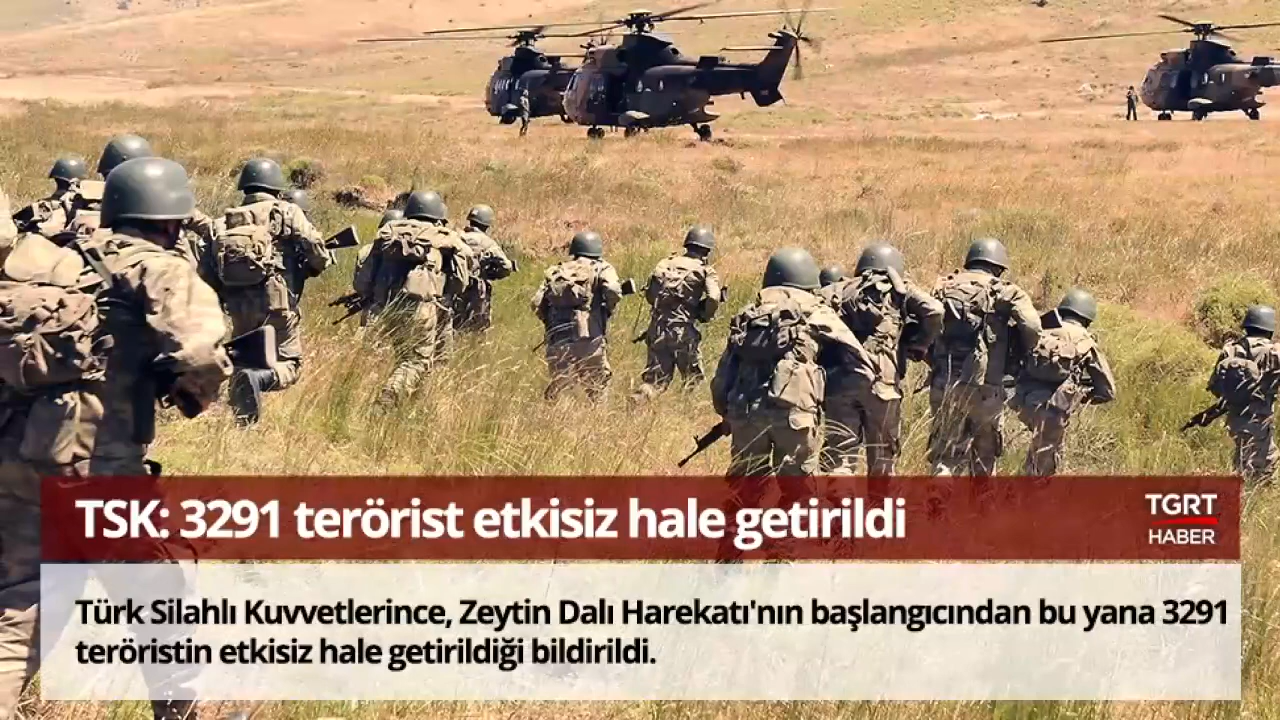 TSK: 3291 terörist etkisiz hale getirildi
TGRT
HABER
Türk Silahlı Kuvvetlerince, Zeytin Dalı Harekatı'nın başlangıcından bu yana 3291
teröristin etkisiz hale getirildiği bildirildi.